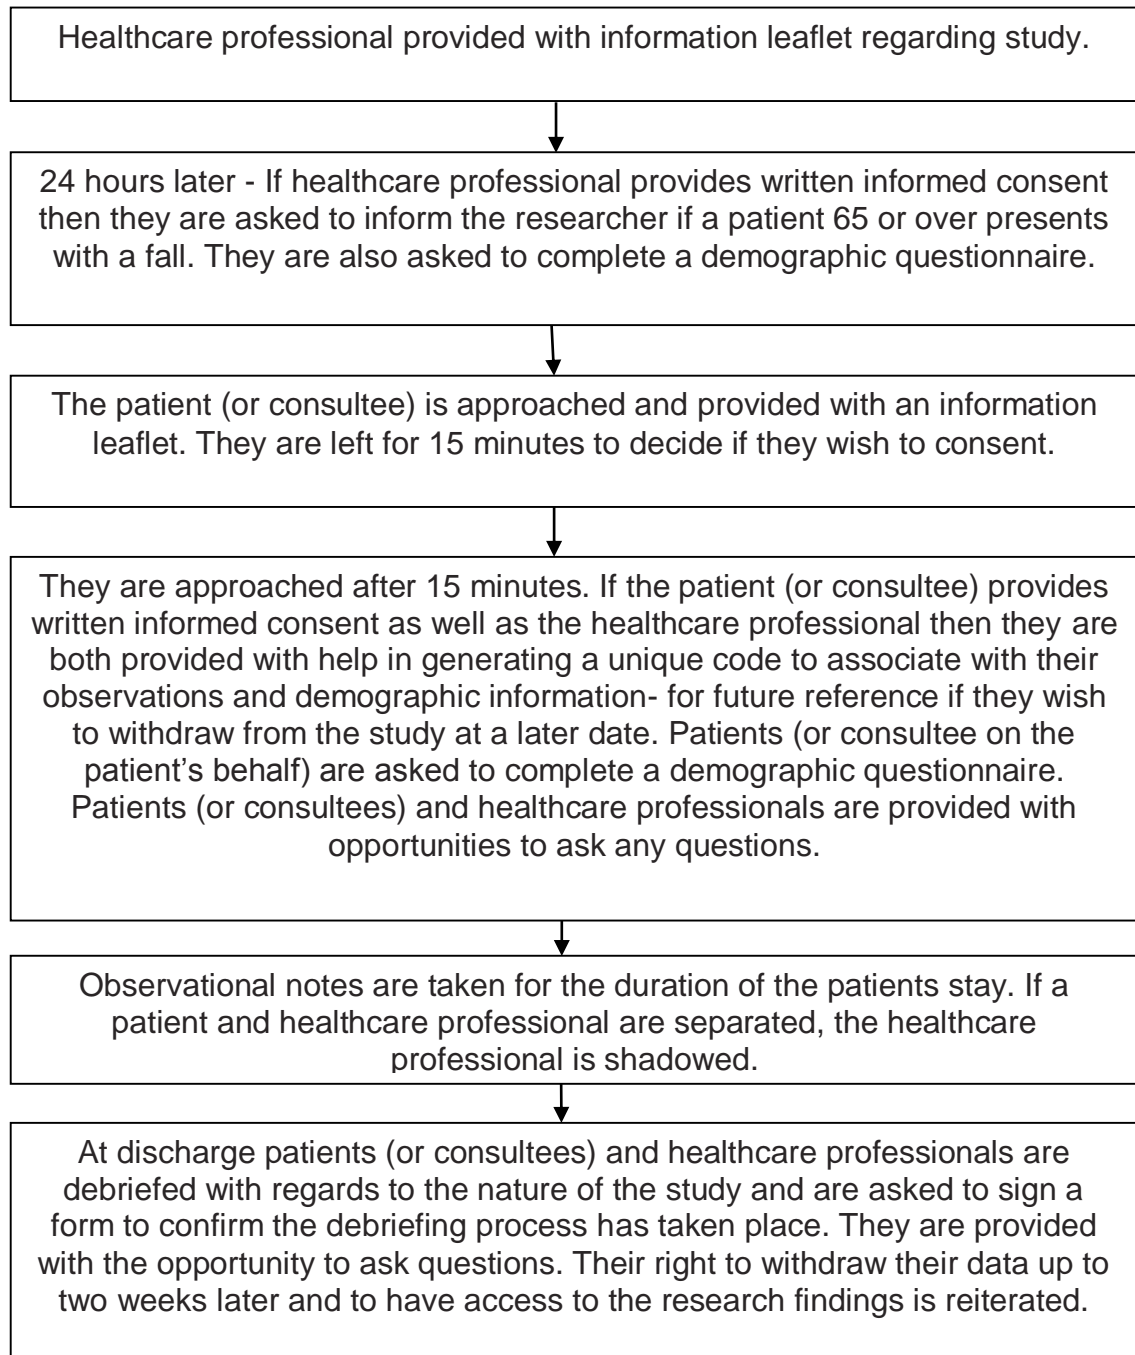 Healthcare professional provided with information leaflet regarding study.
24 hours later - If healthcare professional provides written informed consent
then they are asked to inform the researcher if a patient 65 or over presents
with a fall. They are also asked to complete a demographic questionnaire.
The patient (or consultee) is approached and provided with an information
leaflet. They are left for 15 minutes to decide if they wish to consent.
They are approached after 15 minutes. If the patient (or consultee) provides
written informed consent as well as the healthcare professional then they are
both provided with help in generating a unique code to associate with their
observations and demographic information- for future reference if they wish
to withdraw from the study at a later date. Patients (or consultee on the
patient’s behalf) are asked to complete a demographic questionnaire.
Patients (or consultees) and healthcare professionals are provided with
opportunities to ask any questions.
Observational notes are taken for the duration of the patients stay. If a
patient and healthcare professional are separated, the healthcare
professional is shadowed.
At discharge patients (or consultees) and healthcare professionals are
debriefed with regards to the nature of the study and are asked to sign a
form to confirm the debriefing process has taken place. They are provided
with the opportunity to ask questions. Their right to withdraw their data up to
two weeks later and to have access to the research findings is reiterated.